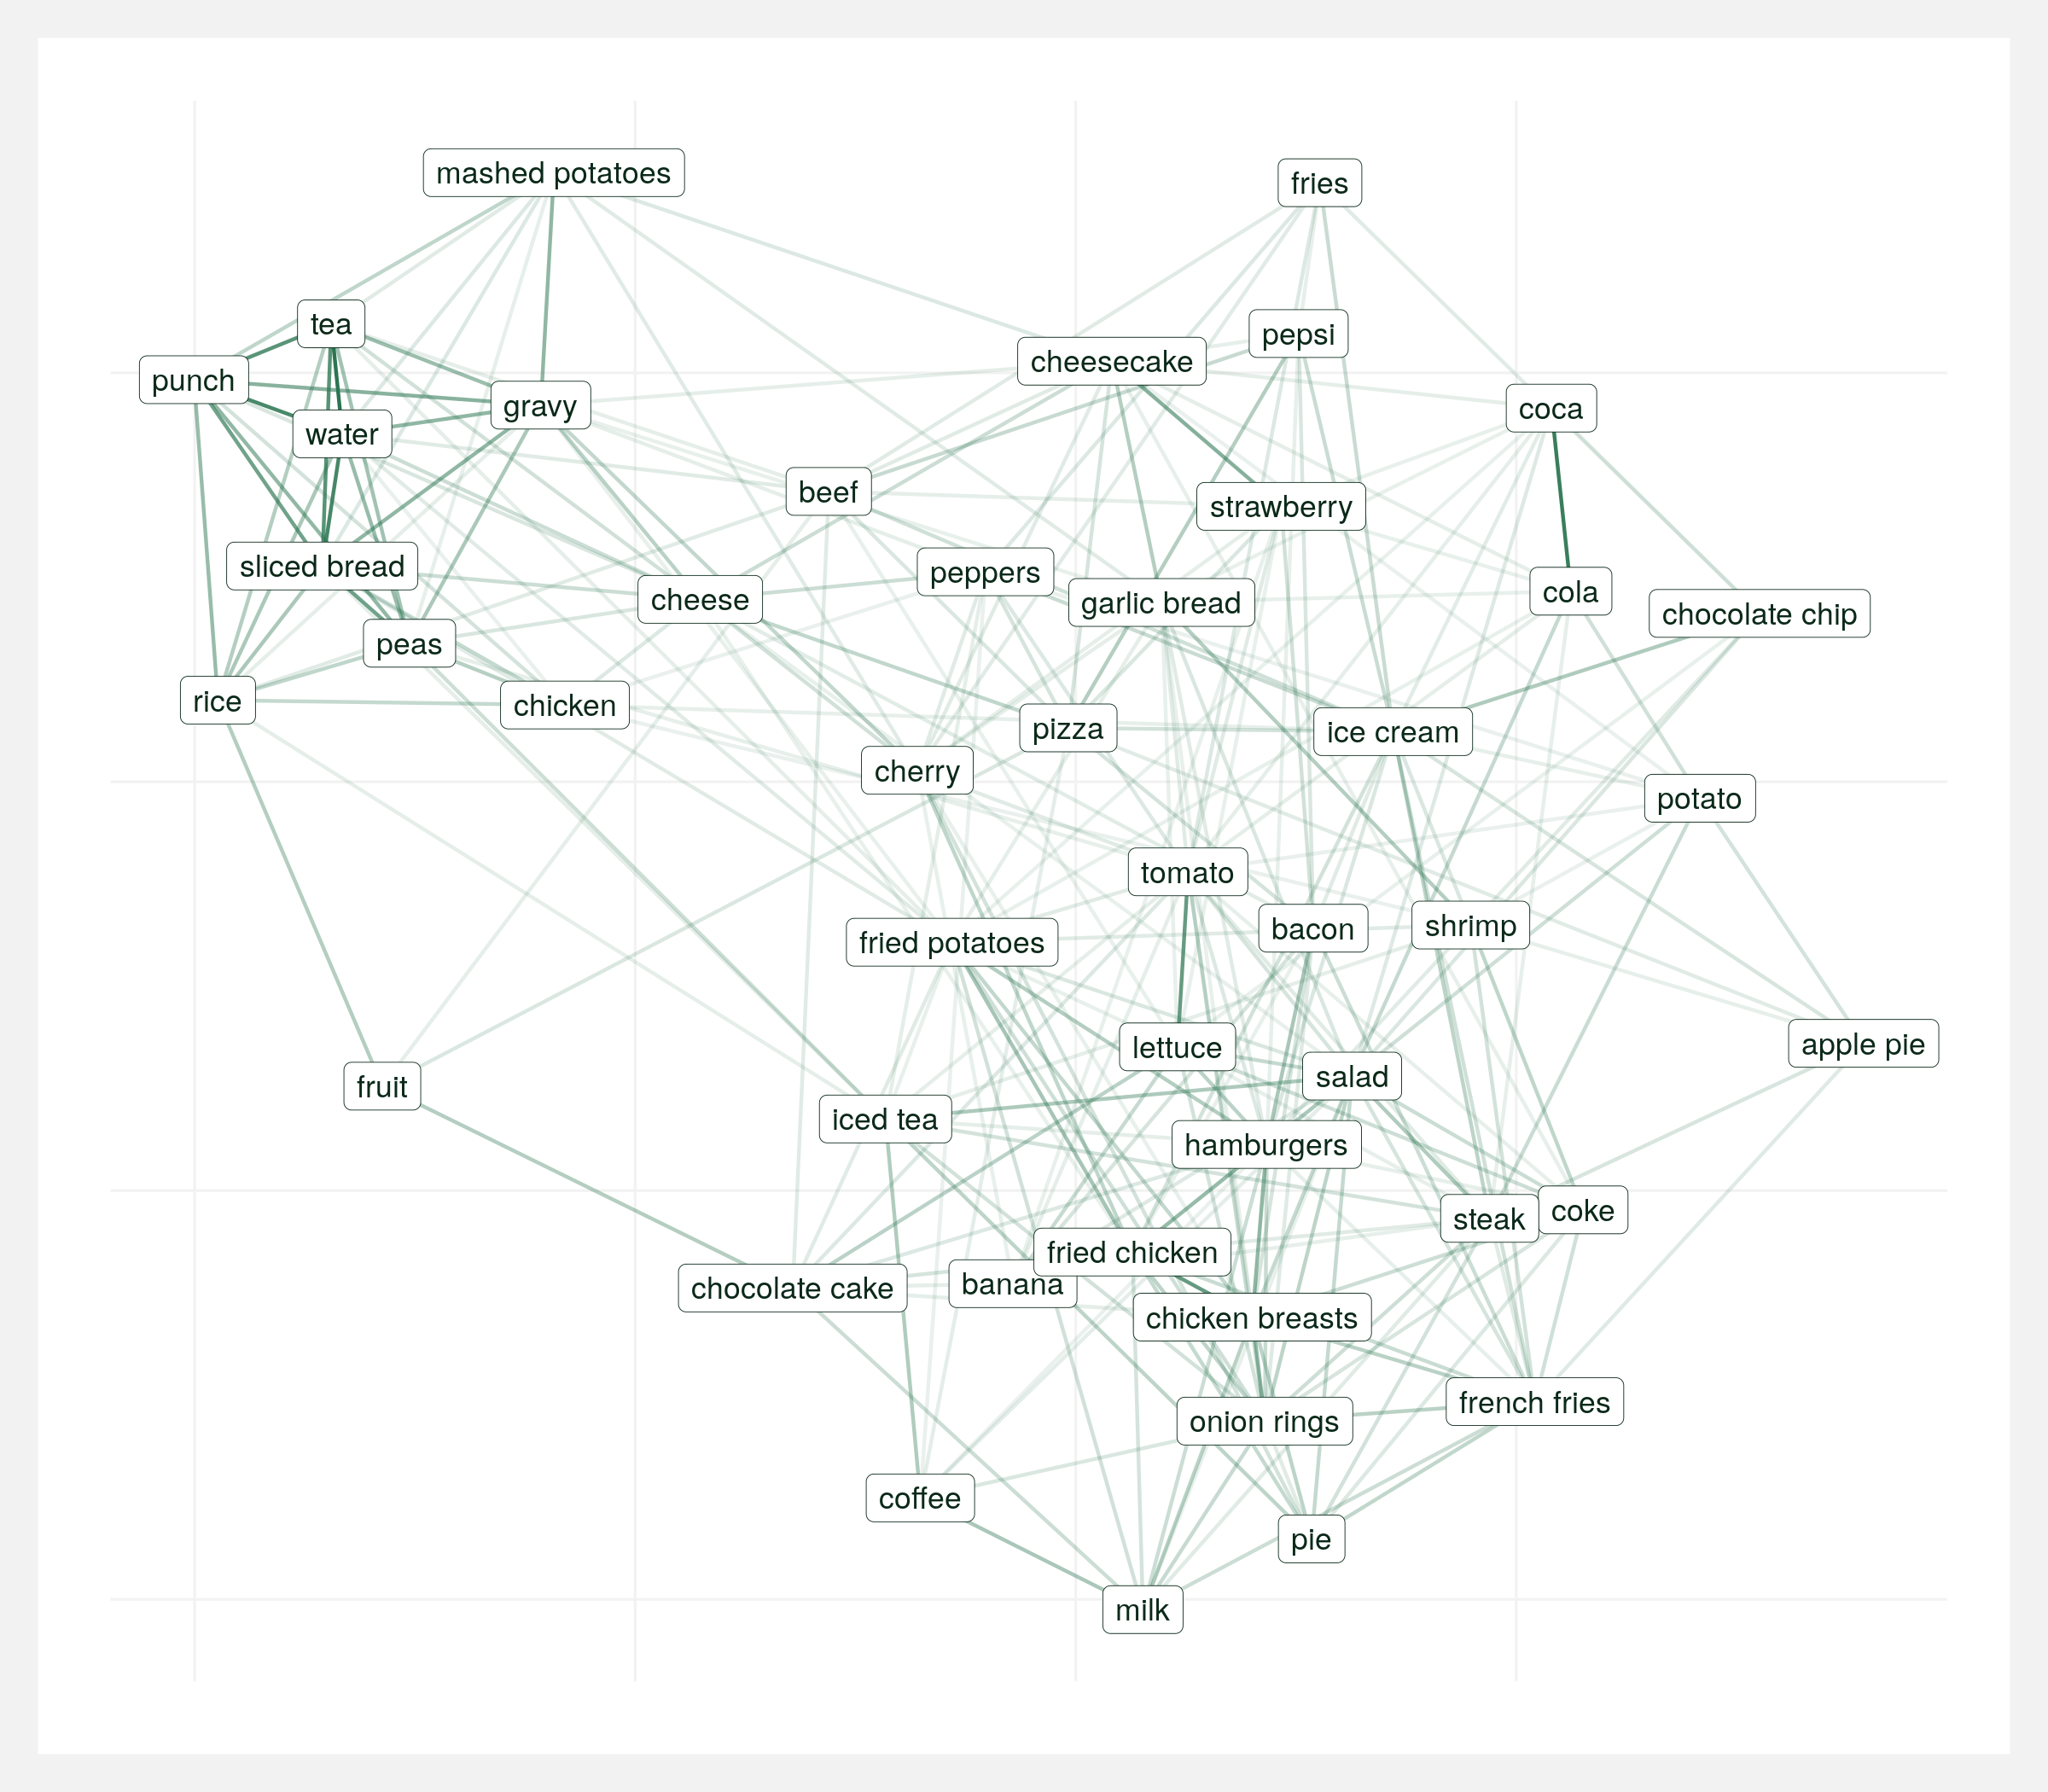 mashed potatoes
fries
tea
pepsi
cheesecake
punch
gravy
coca
water
beef
strawberry
sliced bread
peppers
cola
cheese
garlic bread
chocolate chip
peas
rice
chicken
pizza
ice cream
cherry
potato
tomato
fried potatoes
bacon
shrimp
lettuce
apple pie
salad
fruit
iced tea
hamburgers
steak
coke
fried chicken
chocolate cake
banana
chicken breasts
french fries
onion rings
coffee
pie
milk